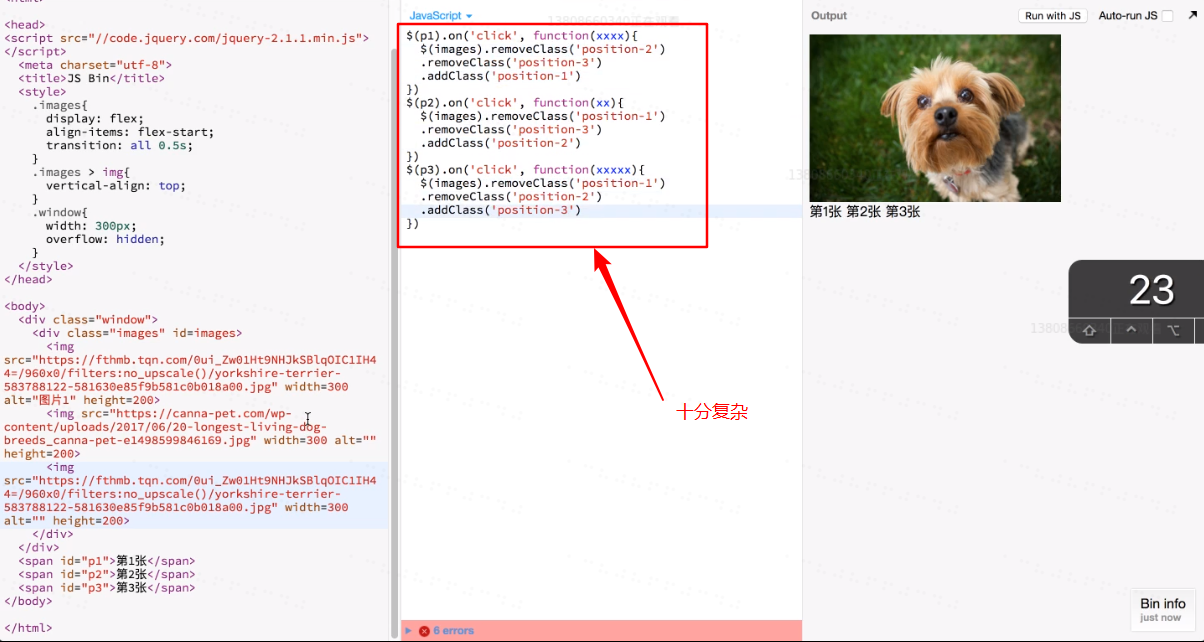 <html>
<head>
<script src="//code.jquery.com/jquery-2.1.1.min.js">
</script>
<meta charset="utf-8">
<title>JS Bin</title>
<style>
.images{
display: flex;
align-items: flex-start;
transition: all 0.5s;
}
.images > img{
vertical-align: top;
}
.window{
width: 300px;
overflow: hidden;
}
</style>
</head>
<body>
<div class="window">
<div class="images" id=images>
<img
src="https://fthmb.tqn.com/0ui_Zw01Ht9NHJkSBlqOIC1IH4
4=/960x0/filters:no_upscale()/yorkshire-terrier-
583788122-581630e85f9b581c0b018a00.jpg" width=300
alt="图片1" height=200>
<img src="https://canna-pet.com/wp-
content/uploads/2017/06/20-longest-living-dog-
breeds_canna-pet-e1498599846169.jpg" width=300 alt=""
height=200>
<img
src="https://fthmb.tqn.com/0ui_Zw01Ht9NHJkSBlqOIC1IH4
4=/960x0/filters:no_upscale()/yorkshire-terrier-
583788122-581630e85f9b581c0b018a00.jpg" width=300
alt="" height=200>
</div>
</div>
<span id="p1">第1张</span>
<span id="p2">第2张</span>
<span id="p3">第3张</span>
</body>
</html>
JavaScript
$(p1).on('click', function(xxxx){
$(images).removeClass('position-2')
.removeClass('position-3')
.addClass('position-1')
})
$(p2).on('click', function(xx){
$(images).removeClass('position-1')
.removeClass('position-3')
.addClass('position-2')
})
$(p3).on('click', function(xxxxx){
$(images).removeClass('position-1')
.removeClass('position-2')
.addClass('position-3')
})
十分复杂
6 errors
Output
Run with JS
Auto-run JS
第1张 第2张 第3张
23
Bin info
just now